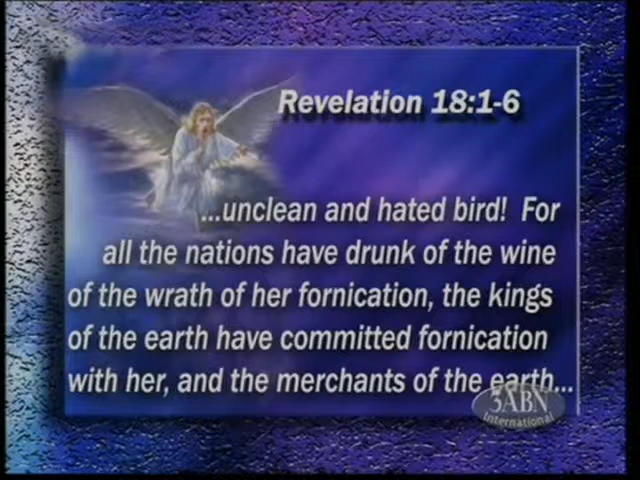 Revelation 18:1-6
...unclean and hated bird! For
all the nations have drunk of the wine
of the wrath of her fornication, the kings
of the earth have committed fornication
with her, and the merchants of the earth...
3ABN
International